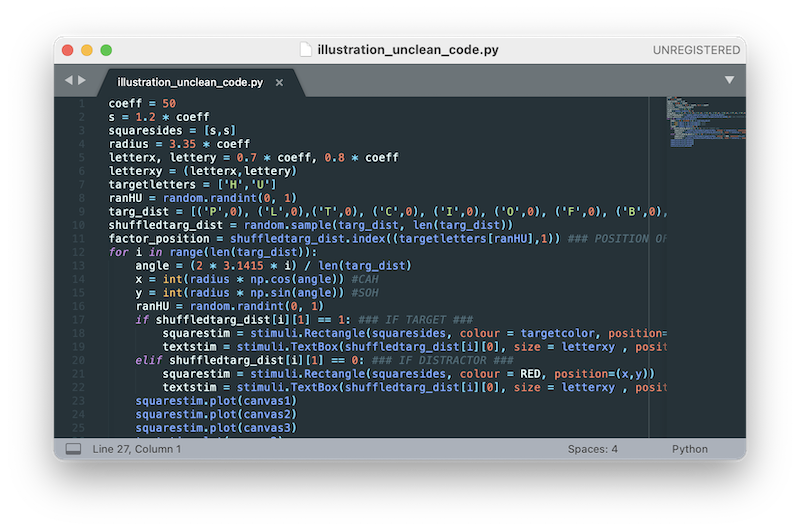 illustration_unclean_code.py
UNREGISTERED
illustration_unclean_code.py ×
1 coeff = 50
2 s = 1.2 * coeff
3 squaresides = [s,s]
4 radius = 3.35 * coeff
5 letterx, lettery = 0.7 * coeff, 0.8 * coeff
6 letterxy = (letterx,lettery)
7 targetletters = ['H','U']
8 ranHU = random.randint(0, 1)
9 targ_dist = [('P',0), ('L',0),('T',0), ('C',0), ('I',0), ('O',0), ('F',0), ('B',0),
10 shuffledtarg_dist = random.sample(targ_dist, len(targ_dist))
11 factor_position = shuffledtarg_dist.index((targetletters[ranHU],1)) ### POSITION OF
12 for i in range(len(targ_dist)):
13 angle = (2 * 3.1415 * i) / len(targ_dist)
14 x = int(radius * np.cos(angle)) #CAH
15 y = int(radius * np.sin(angle)) #SOH
16 ranHU = random.randint(0, 1)
17 if shuffledtarg_dist[i][1] == 1: ### IF TARGET ###
18 squarestim = stimuli.Rectangle(squaresides, colour = targetcolor, position=
19 textstim = stimuli.TextBox(shuffledtarg_dist[i][0], size = letterxy , posit
20 elif shuffledtarg_dist[i][1] == 0: ### IF DISTRACTOR ###
21 squarestim = stimuli.Rectangle(squaresides, colour = RED, position=(x,y))
22 textstim = stimuli.TextBox(shuffledtarg_dist[i][0], size = letterxy , posit
23 squarestim.plot(canvas1)
24 squarestim.plot(canvas2)
25 squarestim.plot(canvas3)
Line 27, Column 1
Spaces: 4
Python